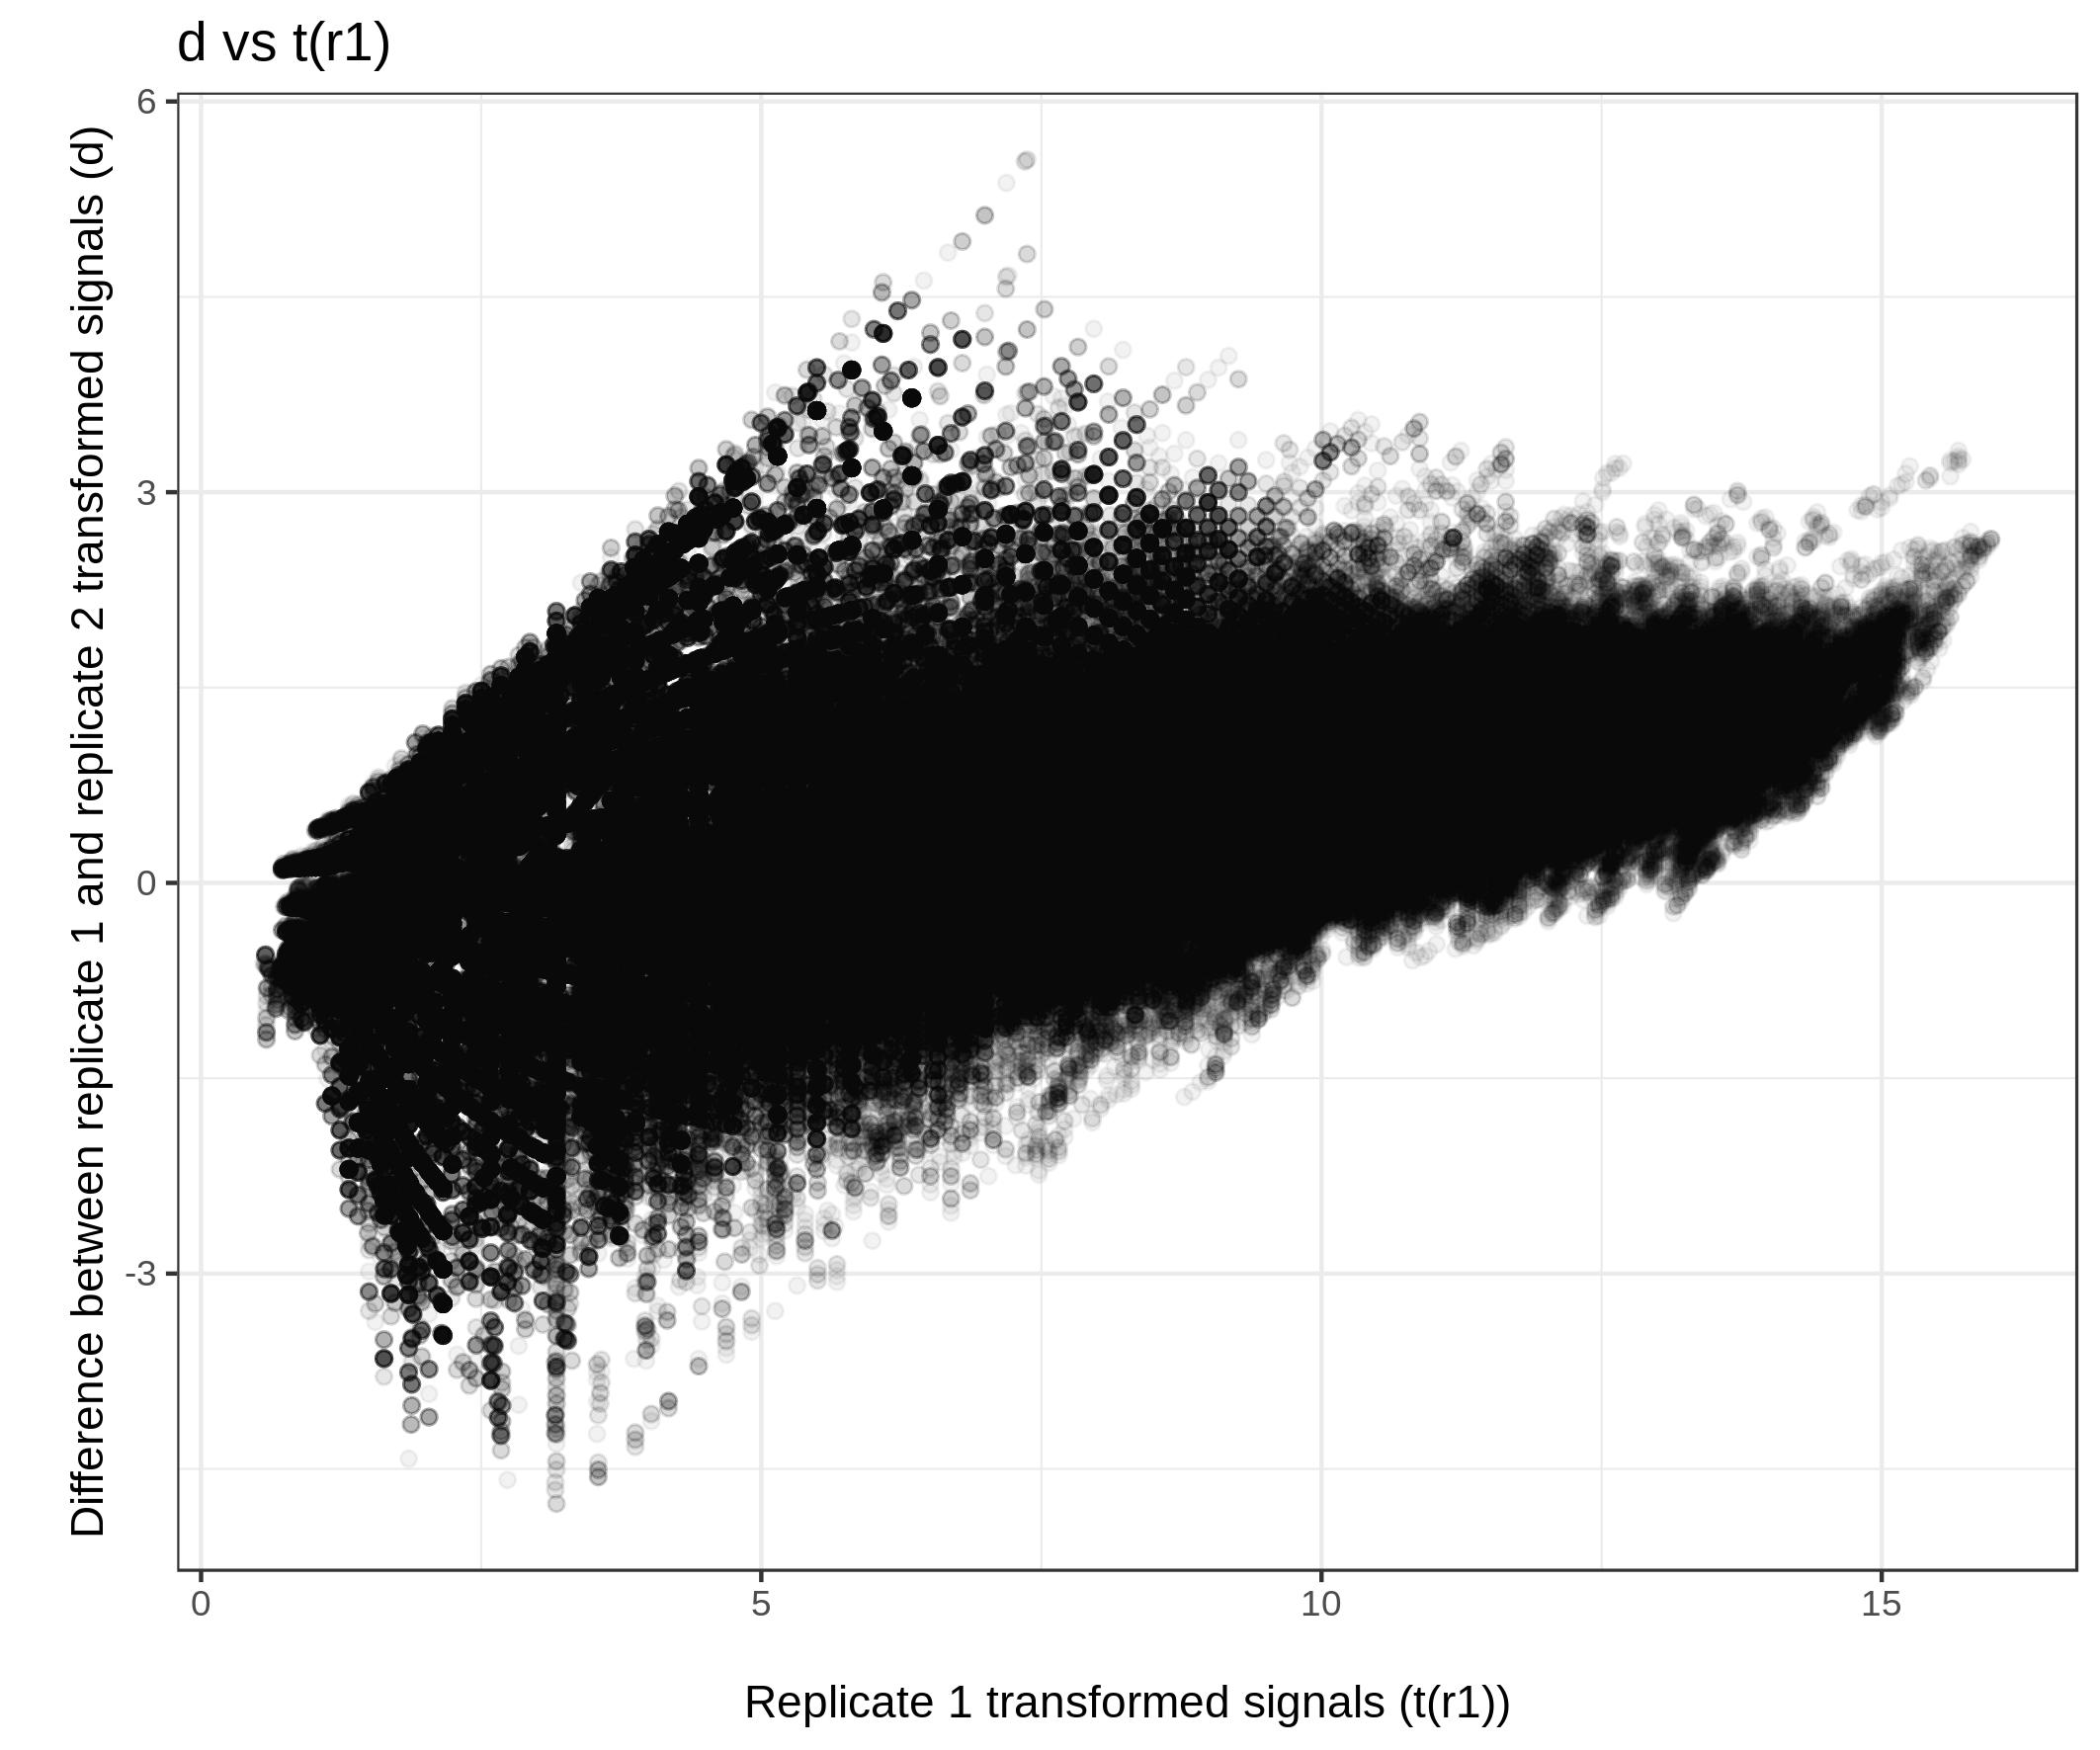 d vs t(r1)
Difference between replicate 1 and replicate 2 transformed signals (d)
6
3
0
-3
0
5
10
15
Replicate 1 transformed signals (t(r1))